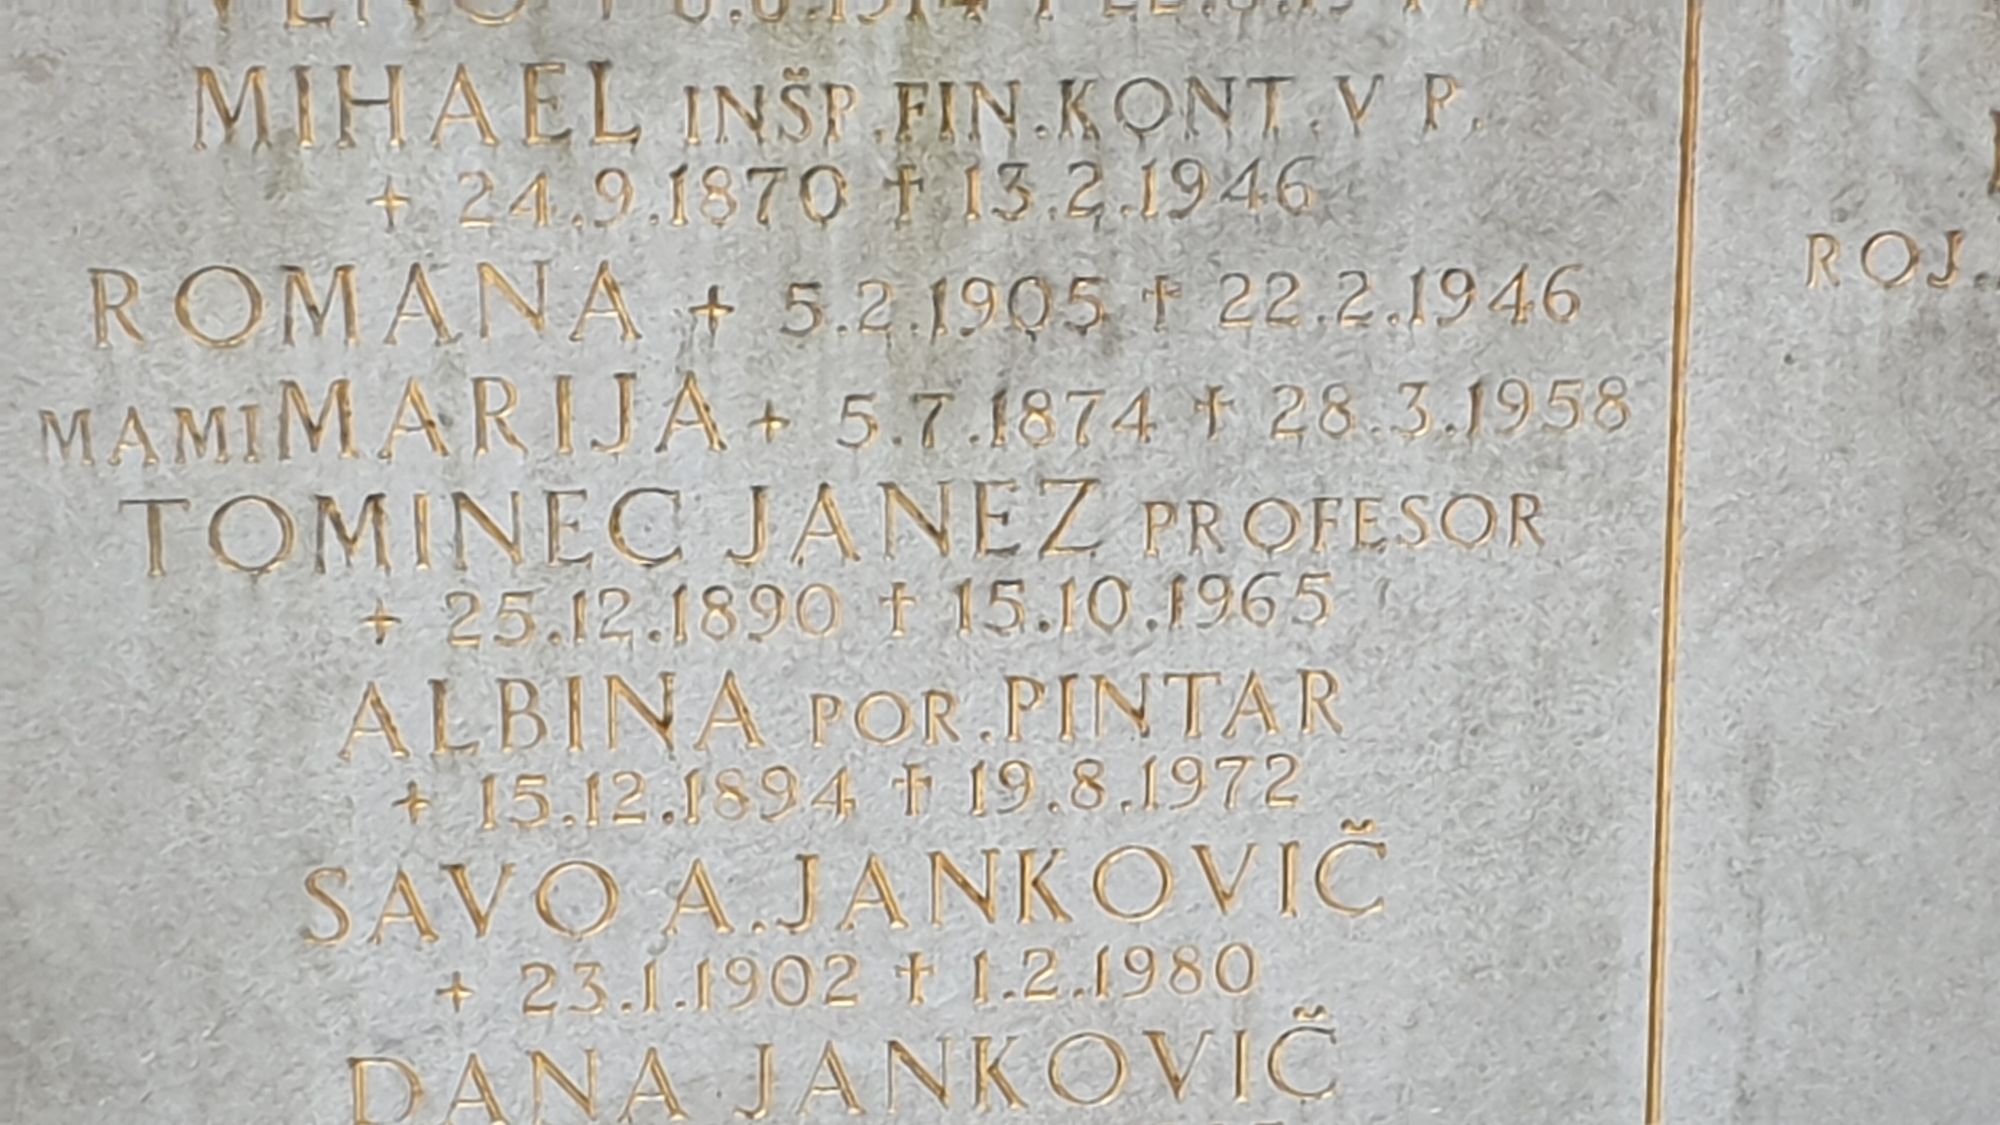 MIHAEL INŠP.FIN.KONT.V P.
+ 24.9.1870 † 13.2.1946
ROMANA + 5.2.1905 † 22.2.1946
MAMI MARIJA + 5.7.1874 † 28.3.1958
TOMINEC JANEZ PROFESOR
+ 25.12.1890 † 15.10.1965
ALBINA POR.PINTAR
+ 15.12.1894 † 19.8.1972
SAVO A.JANKOVIČ
+ 23.1.1902 † 1.2.1980
DANA JANKOVIČ
ROJ.